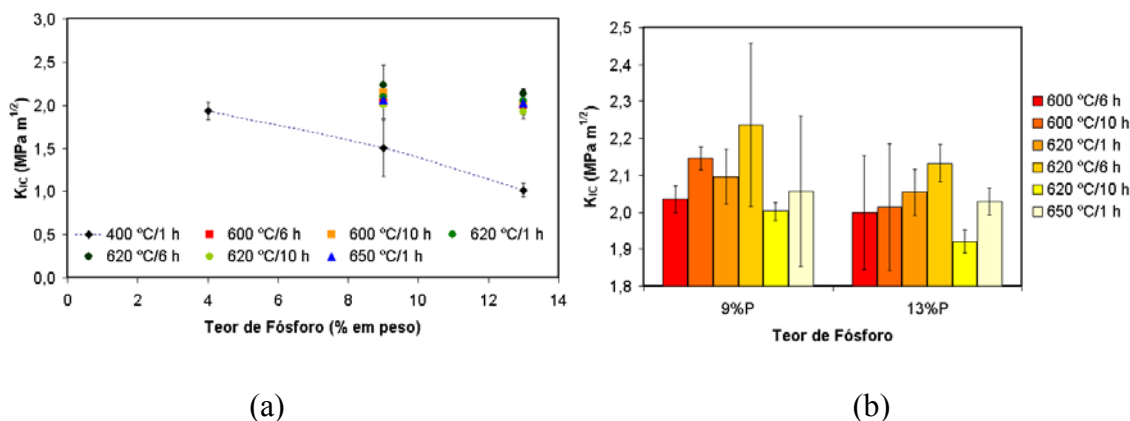 3,0
2,5
2,0
1,5
1,0
0,5
0,0
K_IC (MPa m^1/2)
400 ºC/1 h 600 ºC/6 h 600 ºC/10 h 620 ºC/1 h
620 ºC/6 h 620 ºC/10 h 650 ºC/1 h
0 2 4 6 8 10 12 14
Teor de Fósforo (% em peso)
(a)
2,5
2,4
2,3
2,2
2,1
2,0
1,9
1,8
K_IC (MPa m^1/2)
9%P 13%P
Teor de Fósforo
600 ºC/6 h
600 ºC/10 h
620 ºC/1 h
620 ºC/6 h
620 ºC/10 h
650 ºC/1 h
(b)